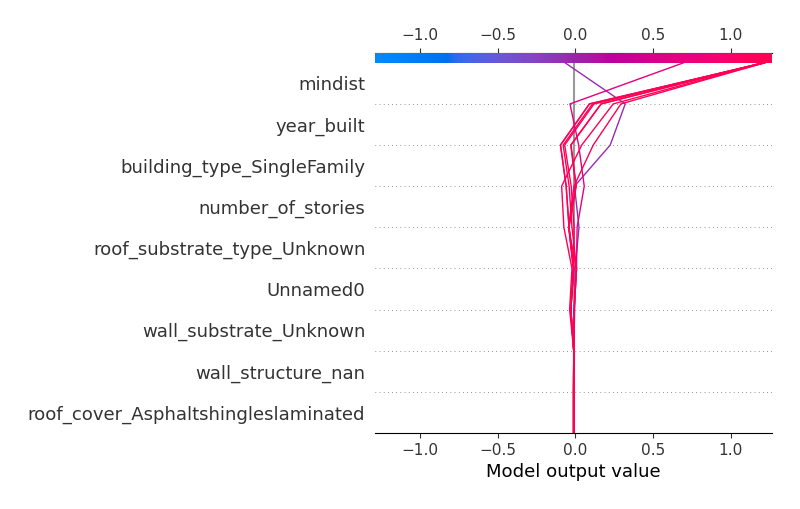 −1.0 −0.5 0.0 0.5 1.0
mindist
year_built
building_type_SingleFamily
number_of_stories
roof_substrate_type_Unknown
Unnamed0
wall_substrate_Unknown
wall_structure_nan
roof_cover_Asphaltshingleslaminated
−1.0 −0.5 0.0 0.5 1.0
Model output value